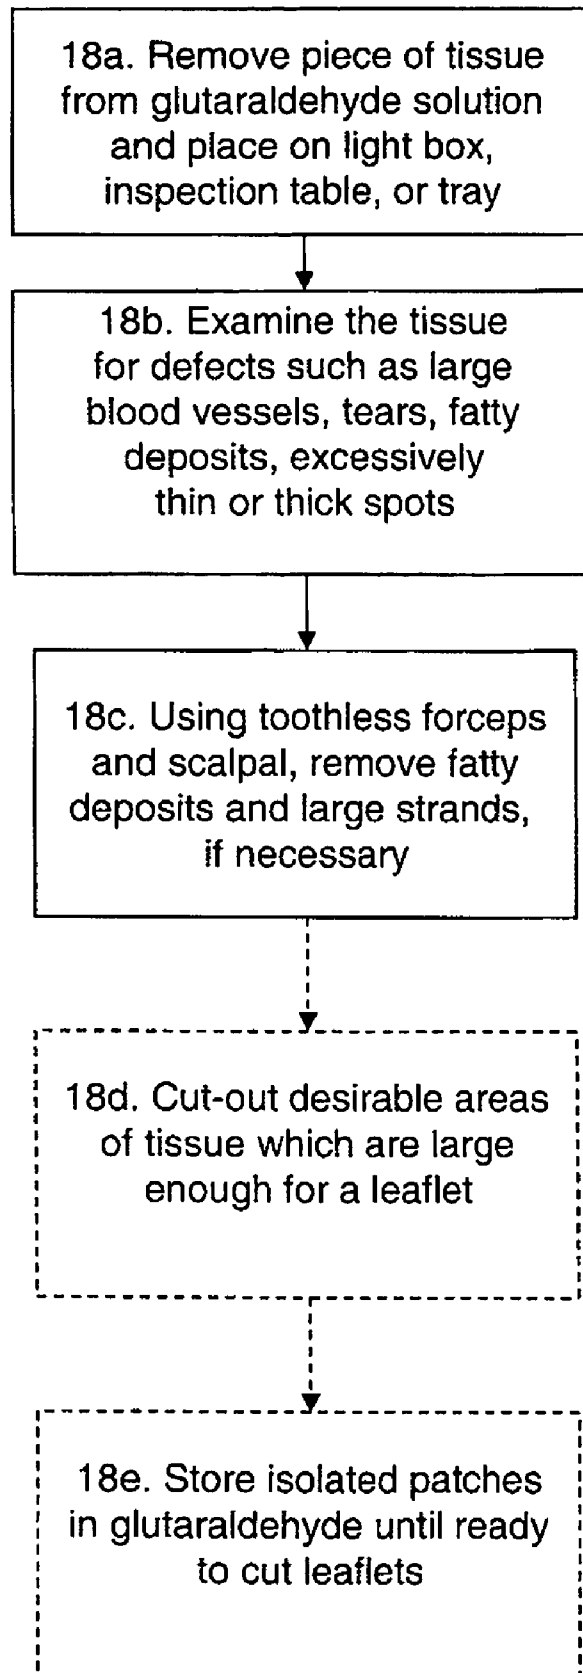 18a. Remove piece of tissue
from glutaraldehyde solution
and place on light box,
inspection table, or tray
18b. Examine the tissue
for defects such as large
blood vessels, tears, fatty
deposits, excessively
thin or thick spots
18c. Using toothless forceps
and scalpal, remove fatty
deposits and large strands,
if necessary
18d. Cut-out desirable areas
of tissue which are large
enough for a leaflet
18e. Store isolated patches
in glutaraldehyde until ready
to cut leaflets